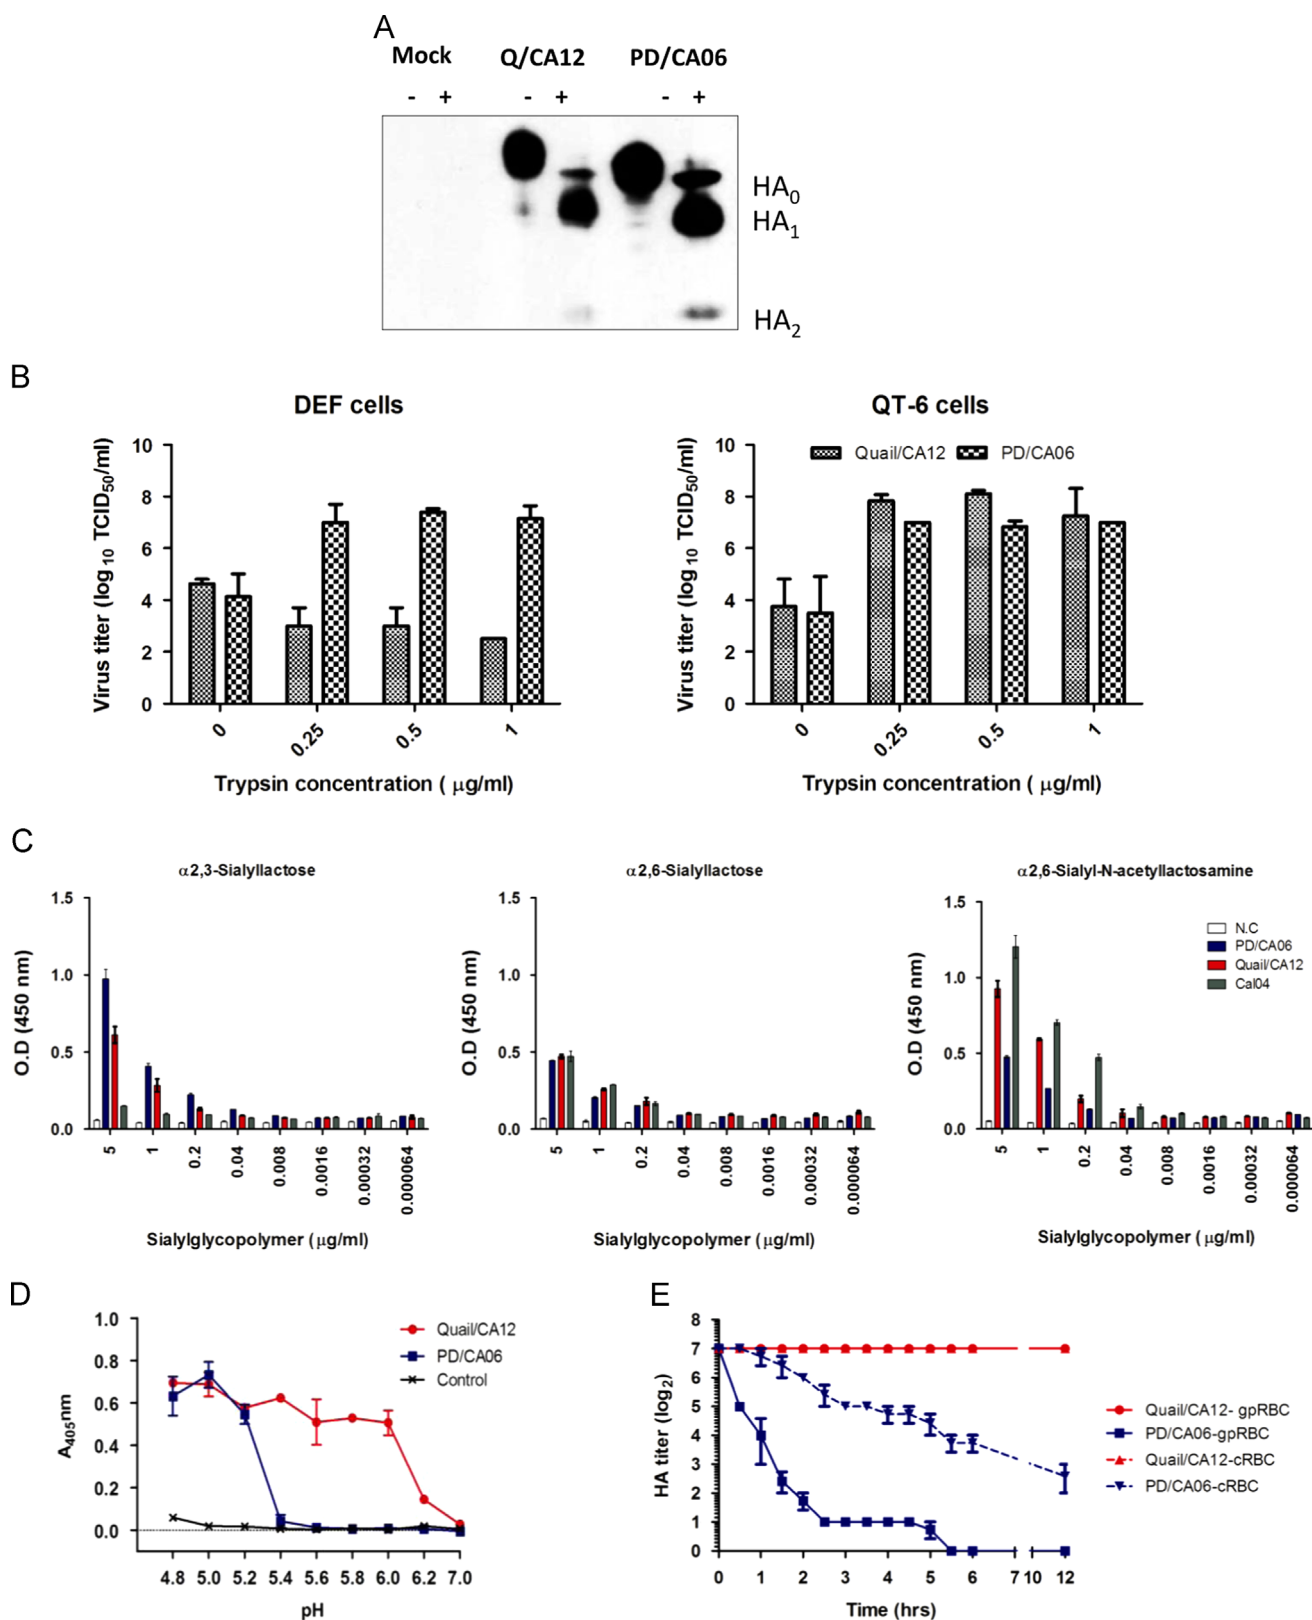 A
Mock Q/CA12 PD/CA06
- + - + - +
HA0
HA1
HA2
B
DEF cells
Virus titer (log 10 TCID50/ml)
10
8
6
4
2
0
0 0.25 0.5 1
Trypsin concentration ( μg/ml)
QT-6 cells
Quail/CA12 PD/CA06
Virus titer (log 10 TCID50/ml)
10
8
6
4
2
0
0 0.25 0.5 1
Trypsin concentration ( μg/ml)
C
α2,3-Sialyllactose
O.D (450 nm)
1.5
1.0
0.5
0.0
5 1 0.2 0.04 0.008 0.0016 0.00032 0.000064
Sialylglycopolymer (μg/ml)
α2,6-Sialyllactose
O.D (450 nm)
1.5
1.0
0.5
0.0
5 1 0.2 0.04 0.008 0.0016 0.00032 0.000064
Sialylglycopolymer (μg/ml)
α2,6-Sialyl-N-acetyllactosamine
N.C
PD/CA06
Quail/CA12
Cal04
O.D (450 nm)
1.5
1.0
0.5
0.0
5 1 0.2 0.04 0.008 0.0016 0.00032 0.000064
Sialylglycopolymer (μg/ml)
D
Quail/CA12
PD/CA06
Control
A405nm
1.0
0.8
0.6
0.4
0.2
0.0
4.8 5.0 5.2 5.4 5.6 5.8 6.0 6.2 7.0
pH
E
HA titer (log2)
8
7
6
5
4
3
2
1
0
0 1 2 3 4 5 6 7 10 12
Time (hrs)
Quail/CA12- gpRBC
PD/CA06-gpRBC
Quail/CA12-cRBC
PD/CA06-cRBC